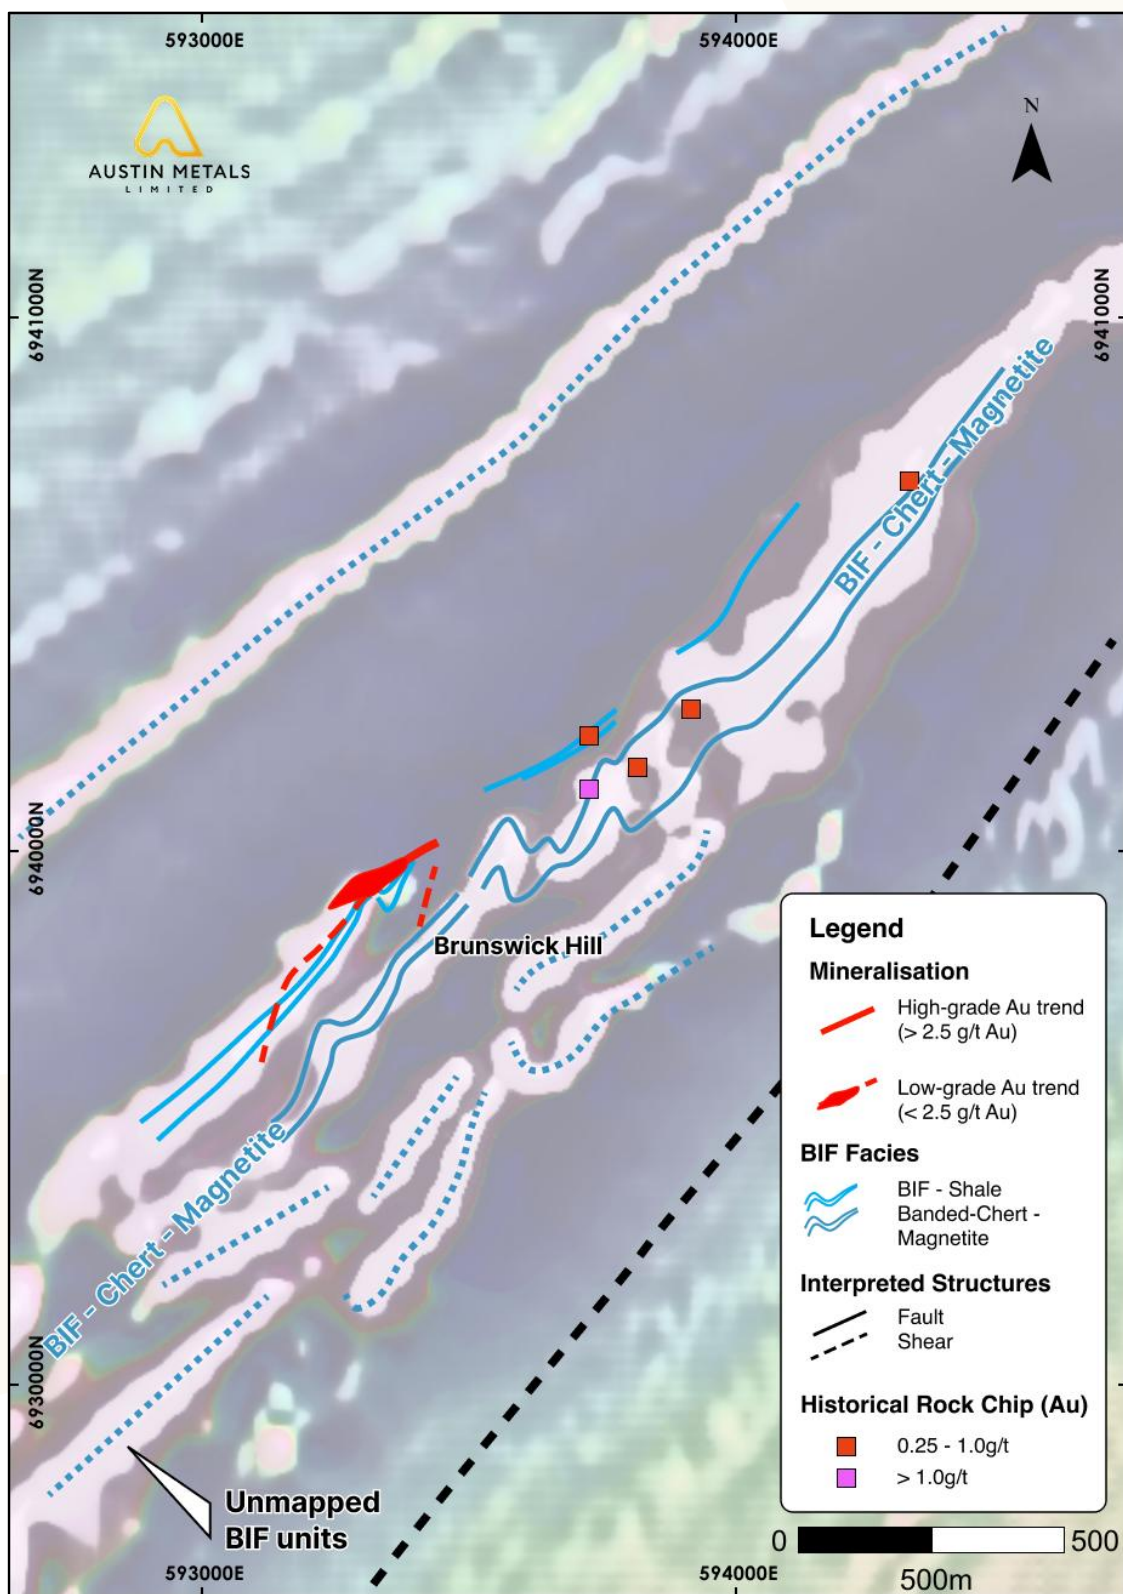 593000E
594000E
N
AUSTIN METALS
LIMITED
6941000N
6941000N
BIF - Chert - Magnetite
6940000N
Brunswick Hill
BIF - Chert - Magnetite
6930000N
Unmapped
BIF units
Legend
Mineralisation
High-grade Au trend
(> 2.5 g/t Au)
Low-grade Au trend
(< 2.5 g/t Au)
BIF Facies
BIF - Shale
Banded-Chert -
Magnetite
Interpreted Structures
Fault
Shear
Historical Rock Chip (Au)
0.25 - 1.0g/t
> 1.0g/t
0
500
500m
593000E
594000E